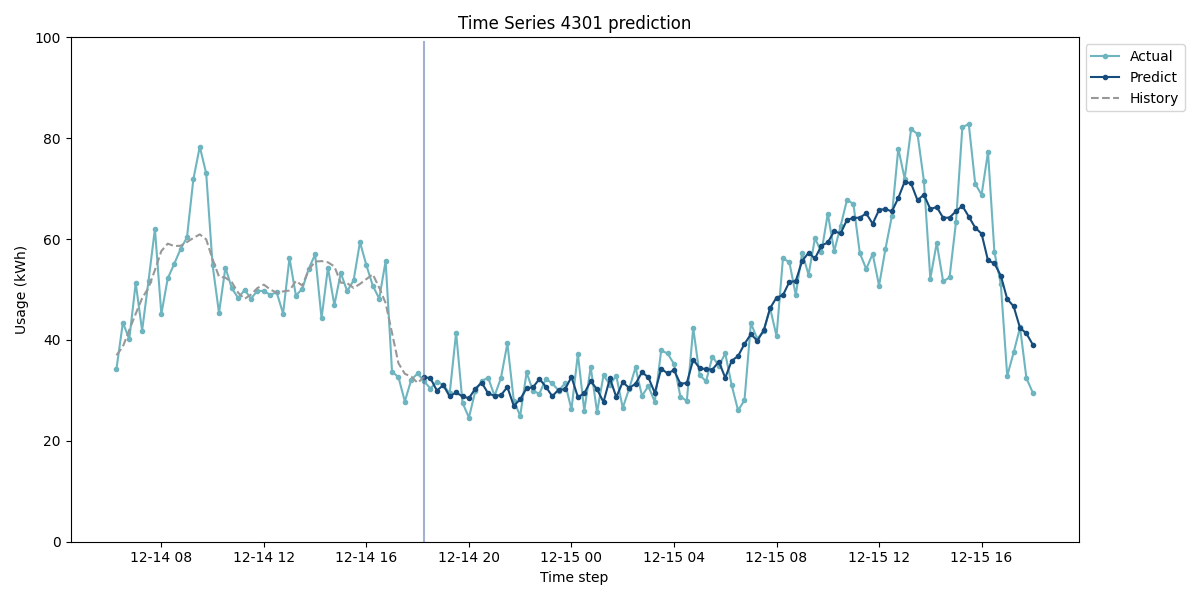 Time Series 4301 prediction
Usage (kWh)
100
80
60
40
20
0
12-14 08
12-14 12
12-14 16
12-14 20
12-15 00
12-15 04
12-15 08
12-15 12
12-15 16
Time step
Actual
Predict
History